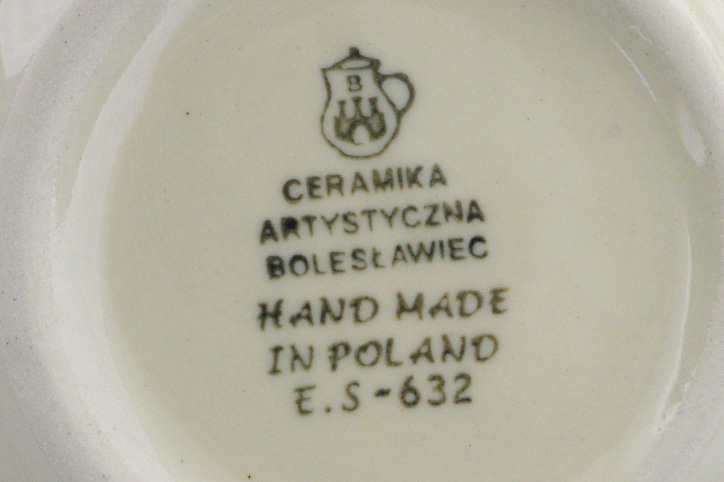 B
CERAMIKA
ARTYSTYCZNA
BOLESŁAWIEC
HAND MADE
IN POLAND
E.S-632